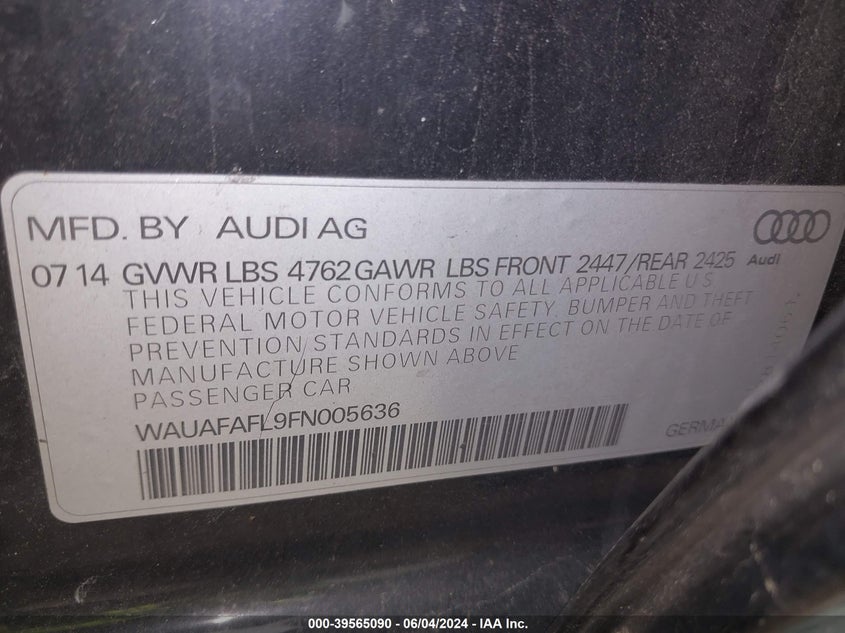 MFD. BY AUDI AG
07 14 GVWR LBS 4762 GAWR LBS FRONT 2447/REAR 2425
Audi
THIS VEHICLE CONFORMS TO ALL APPLICABLE U.S.
FEDERAL MOTOR VEHICLE SAFETY, BUMPER AND THEFT
PREVENTION STANDARDS IN EFFECT ON THE DATE OF
MANUFACTURE SHOWN ABOVE
PASSENGER CAR
WAUAFAFL9FN005636
000-39565090 - 06/04/2024 - IAA Inc.